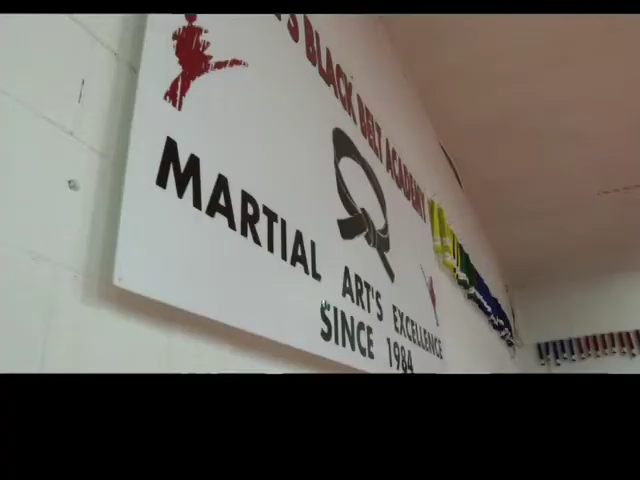 'S BLACK BELT ACADEMY
MARTIAL ART'S EXCELLENCE
SINCE 1984